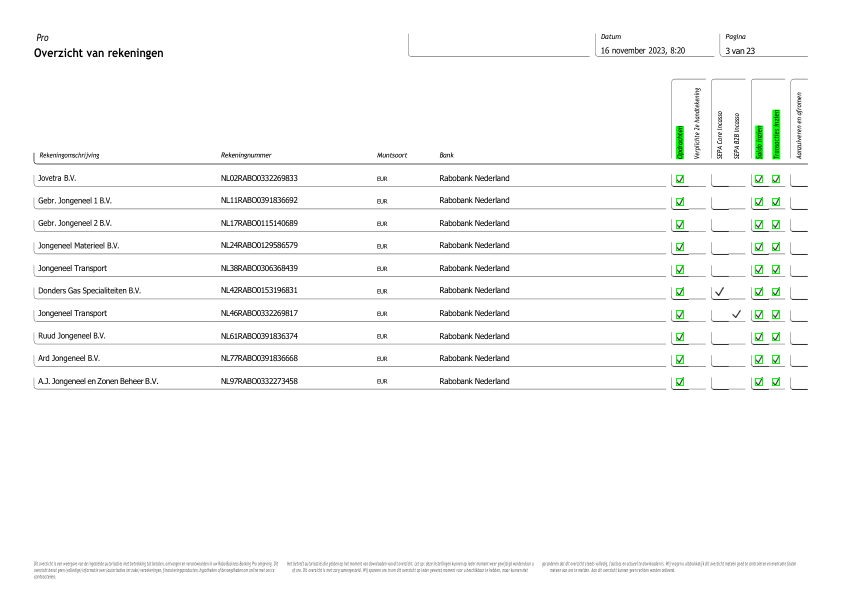 Pro
Overzicht van rekeningen
Datum
16 november 2023, 8:20
Pagina
3 van 23
Rekeningomschrijving Rekeningnummer Muntsoort Bank Opdrachten Verplichte 2e handtekening SEPA Core Incasso SEPA B2B Incasso Saldo inzien Transacties inzien Aanzuiveren en afromen
Jovetra B.V. NL02RABO0332269833 EUR Rabobank Nederland
Gebr. Jongeneel 1 B.V. NL11RABO0391836692 EUR Rabobank Nederland
Gebr. Jongeneel 2 B.V. NL17RABO0115140689 EUR Rabobank Nederland
Jongeneel Materieel B.V. NL24RABO0129586579 EUR Rabobank Nederland
Jongeneel Transport NL38RABO0306368439 EUR Rabobank Nederland
Donders Gas Specialiteiten B.V. NL42RABO0153196831 EUR Rabobank Nederland
Jongeneel Transport NL46RABO0332269817 EUR Rabobank Nederland
Ruud Jongeneel B.V. NL61RABO0391836374 EUR Rabobank Nederland
Ard Jongeneel B.V. NL77RABO0391836668 EUR Rabobank Nederland
A.J. Jongeneel en Zonen Beheer B.V. NL97RABO0332273458 EUR Rabobank Nederland